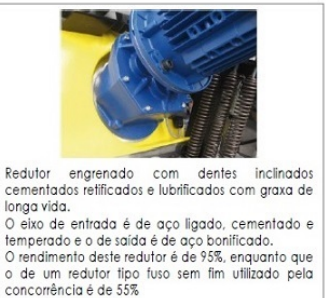 Redutor engrenado com dentes inclinados
cementados retificados e lubrificados com graxa de
longa vida.
O eixo de entrada é de aço ligado, cementado e
temperado e o de saída é de aço bonificado.
O rendimento deste redutor é de 95%, enquanto que
o de um redutor tipo fuso sem fim utilizado pela
concorrência é de 55%